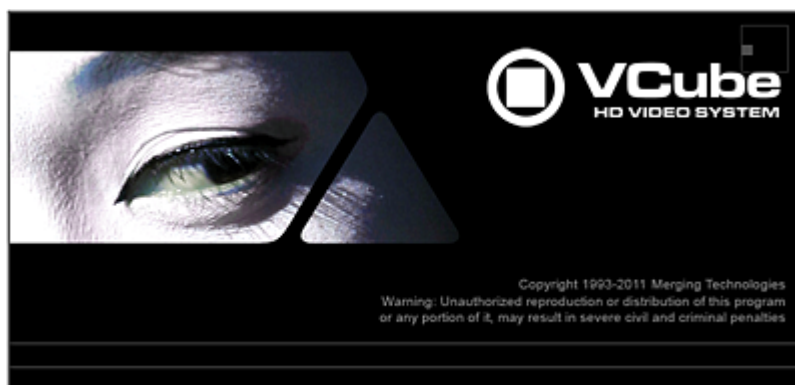 VCube
HD VIDEO SYSTEM
Copyright 1993-2011 Merging Technologies
Warning: Unauthorized reproduction or distribution of this program
or any portion of it, may result in severe civil and criminal penalties